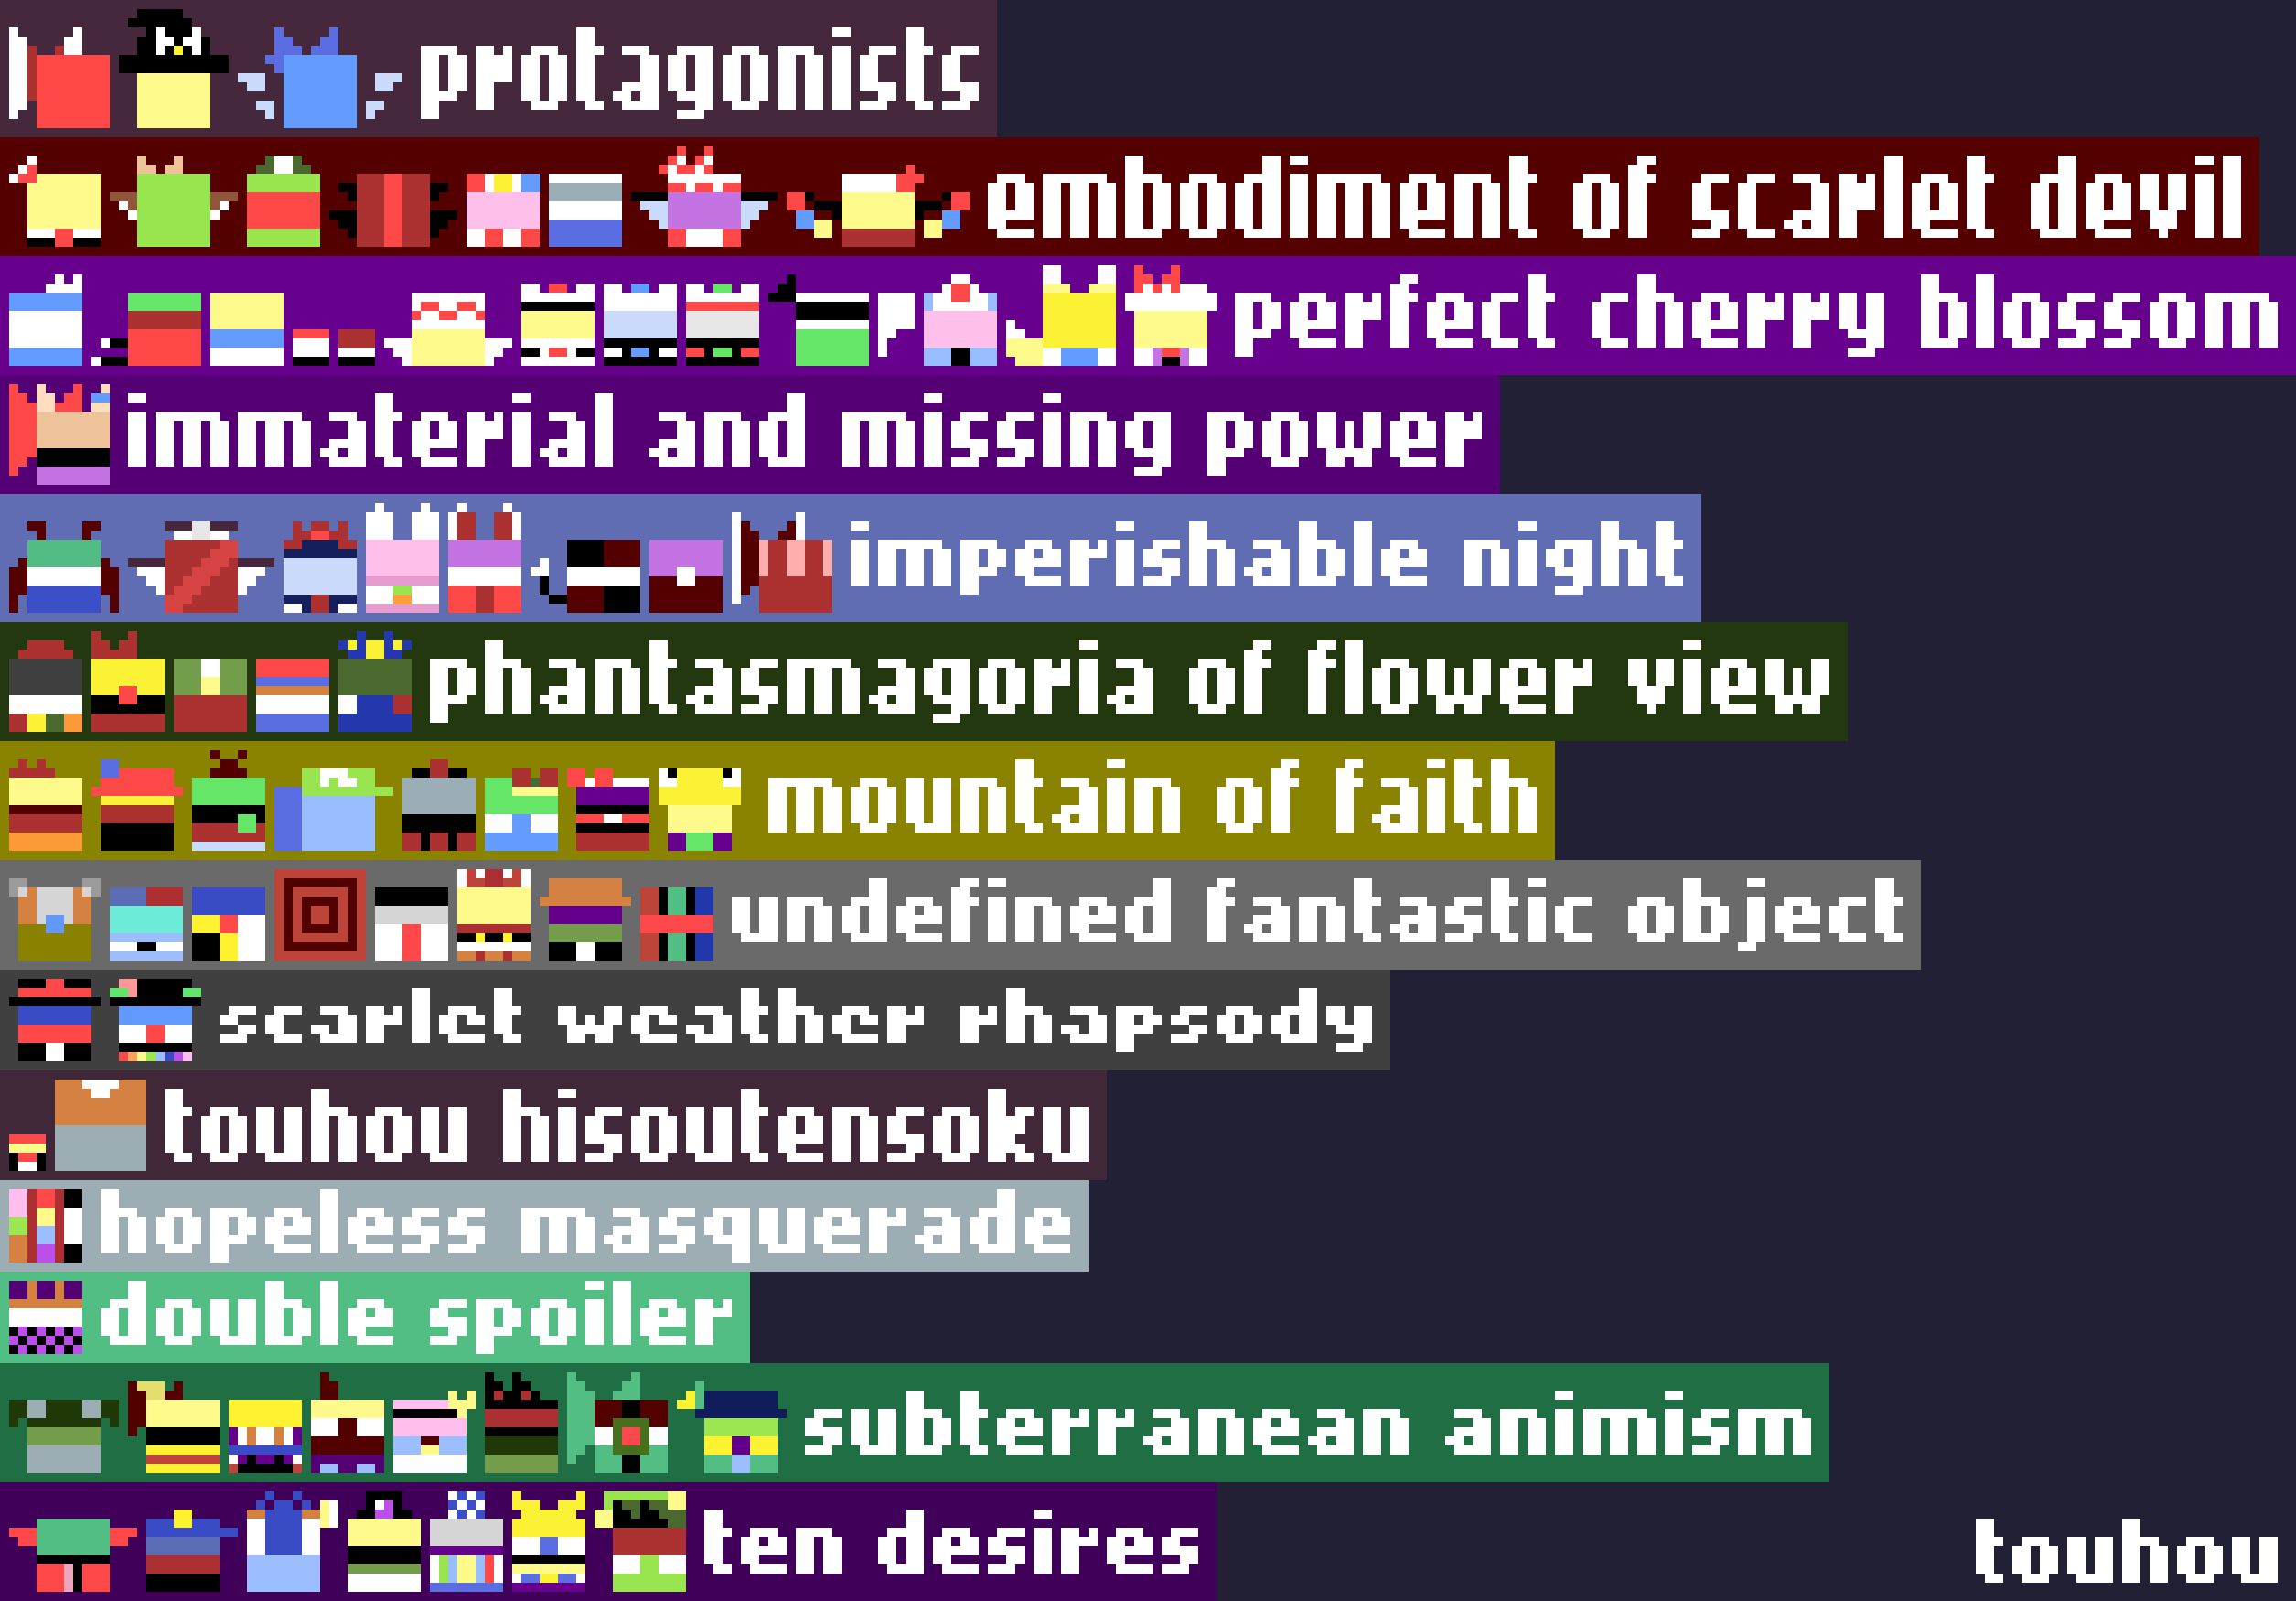 protagonists
embodiment of scarlet devil
perfect cherry blossom
immaterial and missing power
imperishable night
phantasmagoria of flower view
mountain of faith
undefined fantastic object
scarlet weather rhapsody
touhou hisoutensoku
hopeless masquerade
double spoiler
subterranean animism
ten desires
touhou